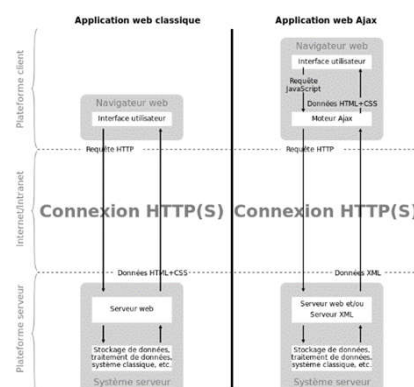 Application web classique
Application web Ajax
Plateforme client
Navigateur web
Interface utilisateur
Navigateur web
Interface utilisateur
Requête
JavaScript
Données HTML+CSS
Moteur Ajax
Requête HTTP
Requête HTTP
Internet/Intranet
Connexion HTTP(S)
Connexion HTTP(S)
Données HTML+CSS
Données XML
Plateforme serveur
Serveur web
Stockage de données,
traitement de données,
système classique, etc.
Système serveur
Serveur web et/ou
Serveur XML
Stockage de données,
traitement de données,
système classique, etc.
Système serveur